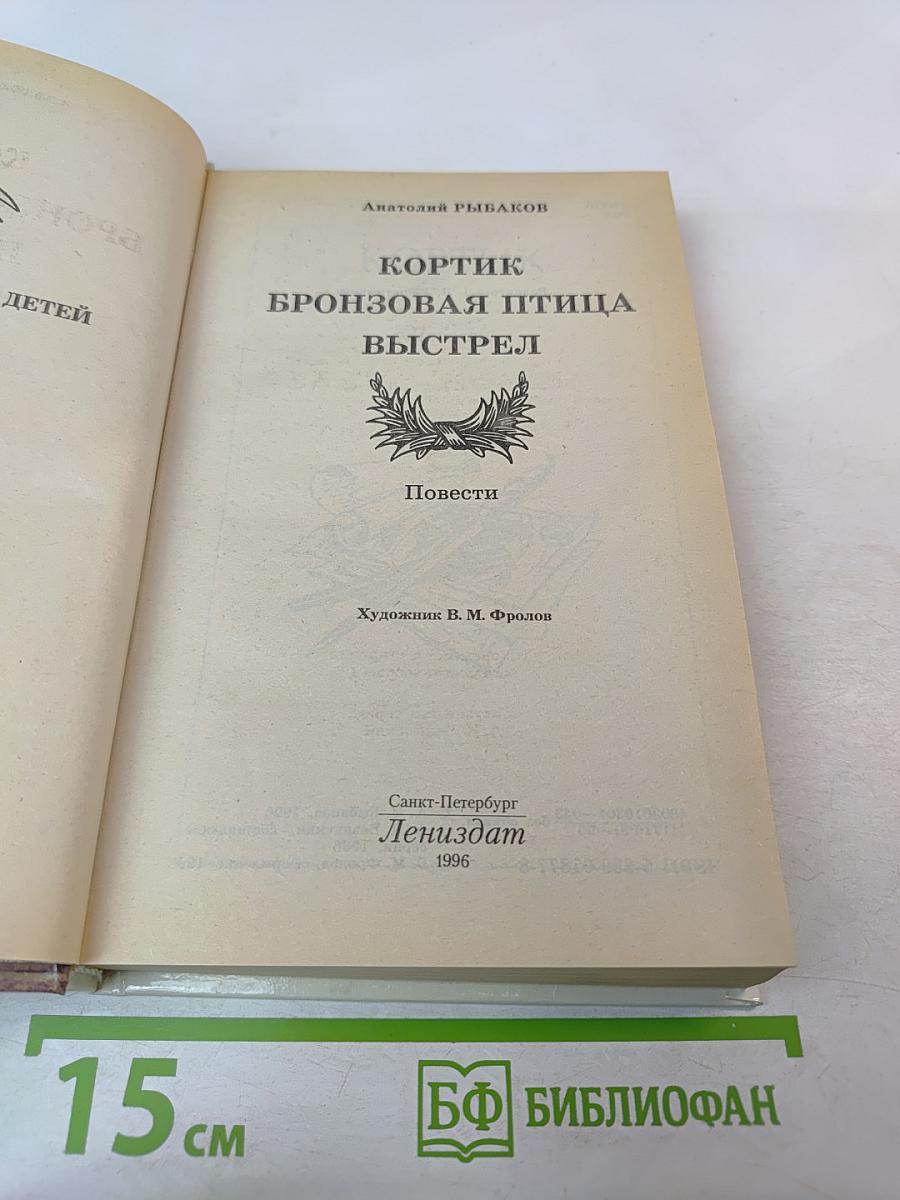 ДЕТЕЙ
Анатолий РЫБАКОВ
КОРТИК
БРОНЗОВАЯ ПТИЦА
ВЫСТРЕЛ
Повести
Художник В. М. Фролов
Санкт-Петербург
Лениздат
1996
15 см
БФ БИБЛИОФАН